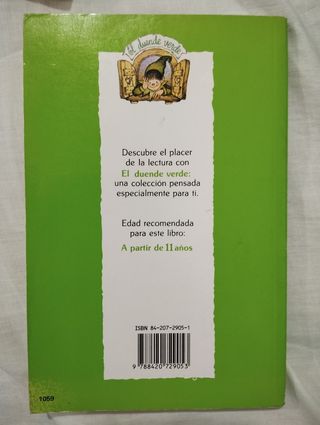 el duende verde
Descubre el placer
de la lectura con
El duende verde:
una colección pensada
especialmente para ti.
Edad recomendada
para este libro:
A partir de 11 años
ISBN 84-207-2905-1
9 788420 729053
1059